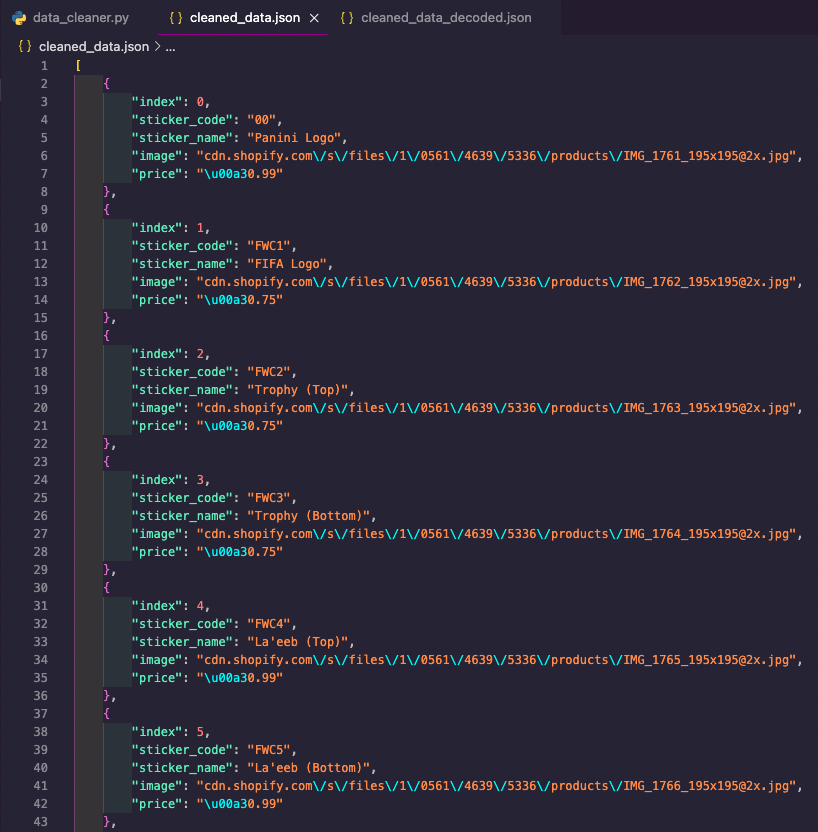 data_cleaner.py {} cleaned_data.json × {} cleaned_data_decoded.json
{} cleaned_data.json > ...
1 [
2 {
3 "index": 0,
4 "sticker_code": "00",
5 "sticker_name": "Panini Logo",
6 "image": "cdn.shopify.com\/s\/files\/1\/0561\/4639\/5336\/products\/IMG_1761_195x195@2x.jpg",
7 "price": "\u00a30.99"
8 },
9 {
10 "index": 1,
11 "sticker_code": "FWC1",
12 "sticker_name": "FIFA Logo",
13 "image": "cdn.shopify.com\/s\/files\/1\/0561\/4639\/5336\/products\/IMG_1762_195x195@2x.jpg",
14 "price": "\u00a30.75"
15 },
16 {
17 "index": 2,
18 "sticker_code": "FWC2",
19 "sticker_name": "Trophy (Top)",
20 "image": "cdn.shopify.com\/s\/files\/1\/0561\/4639\/5336\/products\/IMG_1763_195x195@2x.jpg",
21 "price": "\u00a30.75"
22 },
23 {
24 "index": 3,
25 "sticker_code": "FWC3",
26 "sticker_name": "Trophy (Bottom)",
27 "image": "cdn.shopify.com\/s\/files\/1\/0561\/4639\/5336\/products\/IMG_1764_195x195@2x.jpg",
28 "price": "\u00a30.75"
29 },
30 {
31 "index": 4,
32 "sticker_code": "FWC4",
33 "sticker_name": "La'eeb (Top)",
34 "image": "cdn.shopify.com\/s\/files\/1\/0561\/4639\/5336\/products\/IMG_1765_195x195@2x.jpg",
35 "price": "\u00a30.99"
36 },
37 {
38 "index": 5,
39 "sticker_code": "FWC5",
40 "sticker_name": "La'eeb (Bottom)",
41 "image": "cdn.shopify.com\/s\/files\/1\/0561\/4639\/5336\/products\/IMG_1766_195x195@2x.jpg",
42 "price": "\u00a30.99"
43 },